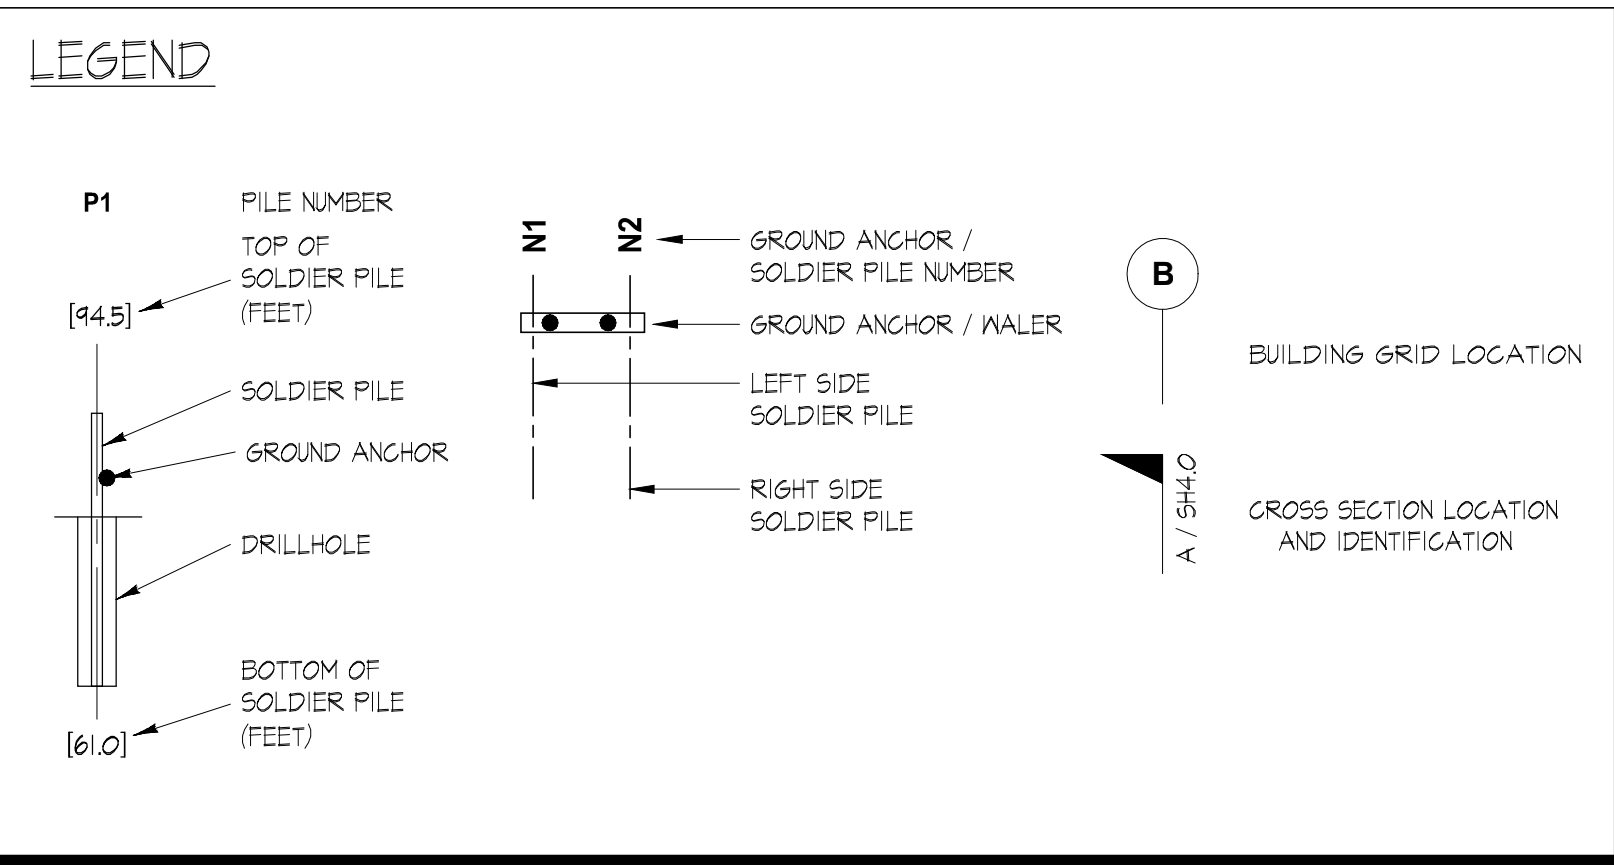 LEGEND
P1
PILE NUMBER
TOP OF
SOLDIER PILE
(FEET)
[94.5]
SOLDIER PILE
GROUND ANCHOR
DRILLHOLE
BOTTOM OF
SOLDIER PILE
(FEET)
[61.0]
N1
N2
GROUND ANCHOR /
SOLDIER PILE NUMBER
GROUND ANCHOR / WALER
LEFT SIDE
SOLDIER PILE
RIGHT SIDE
SOLDIER PILE
B
BUILDING GRID LOCATION
A / SH4.0
CROSS SECTION LOCATION
AND IDENTIFICATION